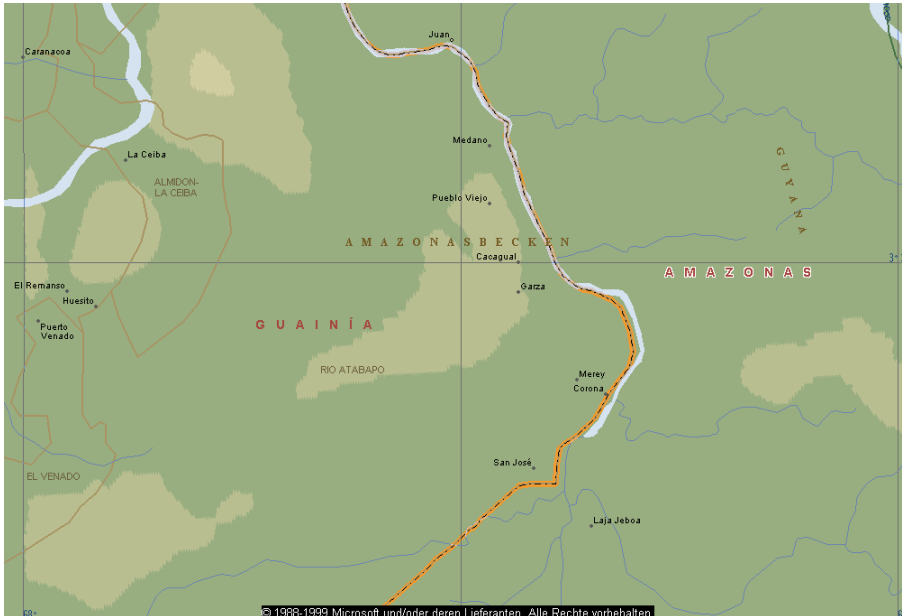 Juan
Caranacoa
Medano
La Ceiba
GUYANA
ALMIDON-
LA CEIBA
Pueblo Viejo
AMAZONASBECKEN
Cacagual
3°
AMAZONAS
El Remanso
Garza
Huesito
Puerto
Venado
GUAINÍA
RIO ATABAPO
Merey
Corona
San José
EL VENADO
Laja Jeboa
68°
© 1988-1999 Microsoft und/oder deren Lieferanten. Alle Rechte vorbehalten.